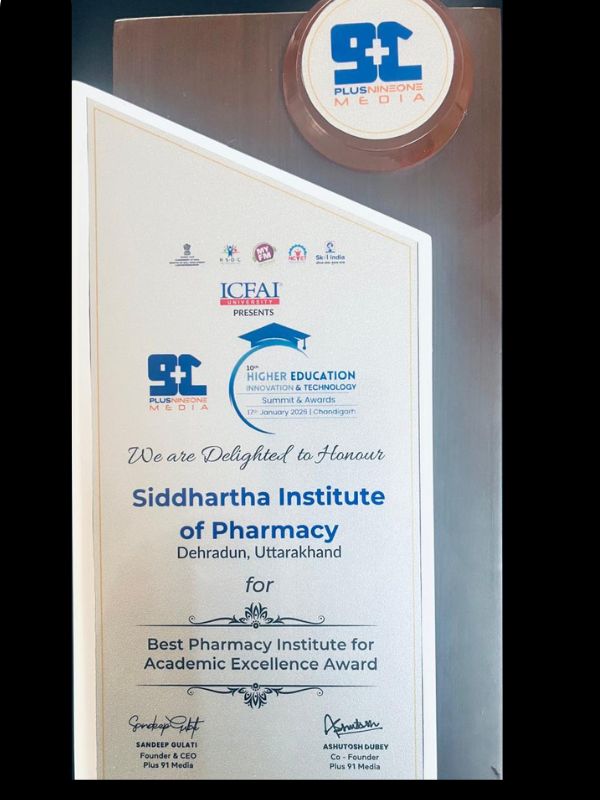 PLUSNINEONE
MEDIA
N S D C
MY
FM
NCVET
Skill India
ICFAI
UNIVERSITY
PRESENTS
PLUSNINEONE
MEDIA
10th
HIGHER EDUCATION
INNOVATION & TECHNOLOGY
Summit & Awards
17th January 2026 | Chandigarh
We are Delighted to Honour
Siddhartha Institute
of Pharmacy
Dehradun, Uttarakhand
for
Best Pharmacy Institute for
Academic Excellence Award
SANDEEP GULATI
Founder & CEO
Plus 91 Media
ASHUTOSH DUBEY
Co - Founder
Plus 91 Media